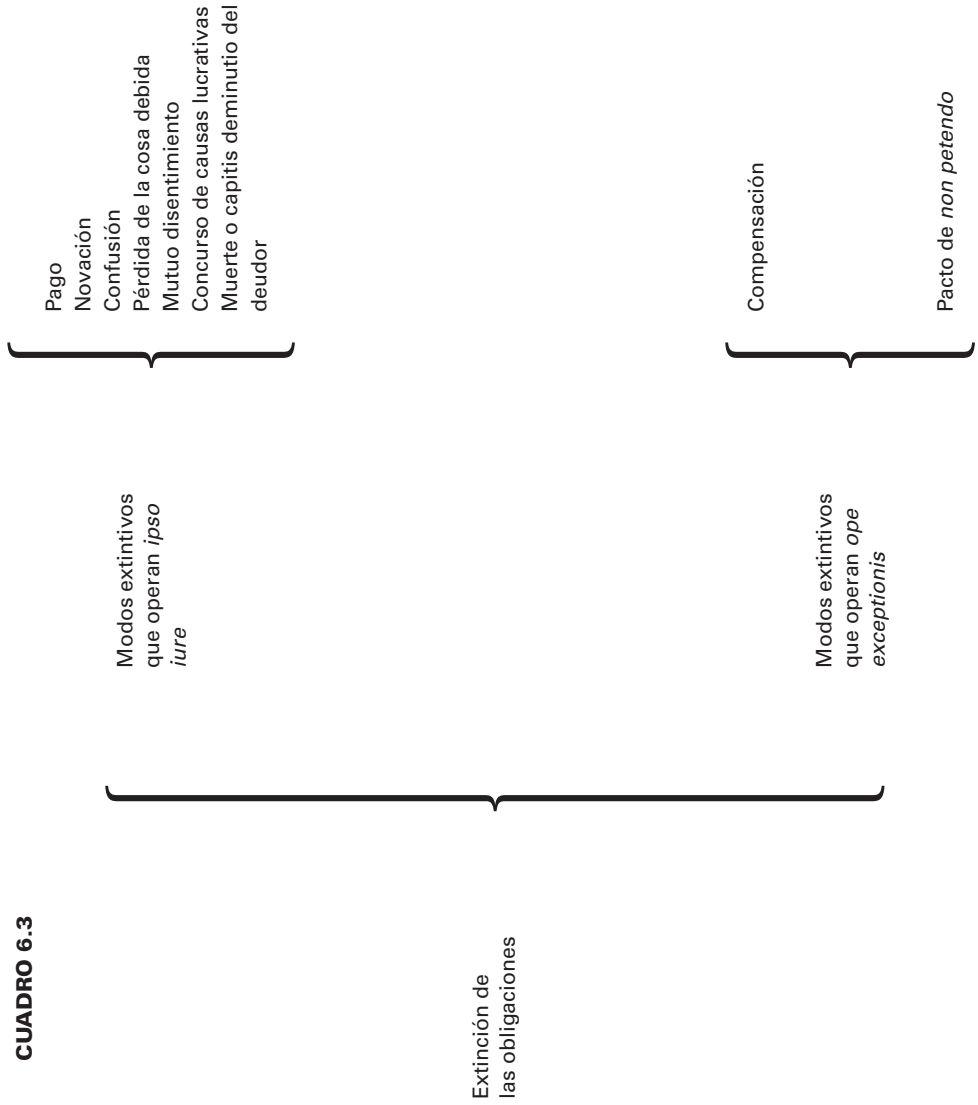 CUADRO 6.3
Extinción de
las obligaciones
Modos extintivos
que operan ipso
iure
Pago
Novación
Confusión
Pérdida de la cosa debida
Mutuo disentimiento
Concurso de causas lucrativas
Muerte o capitis deminutio del
deudor
Modos extintivos
que operan ope
exceptionis
Compensación
Pacto de non petendo